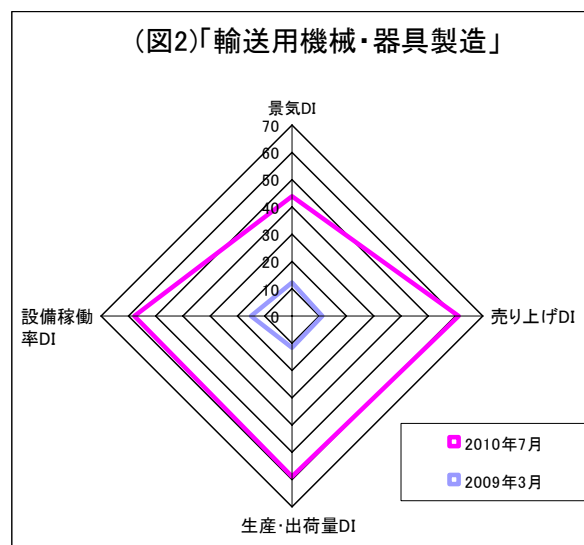 (図2)「輸送用機械・器具製造」
景気DI
70
60
50
40
30
20
10
0
設備稼働
率DI
売り上げDI
2010年7月
2009年3月
生産・出荷量DI